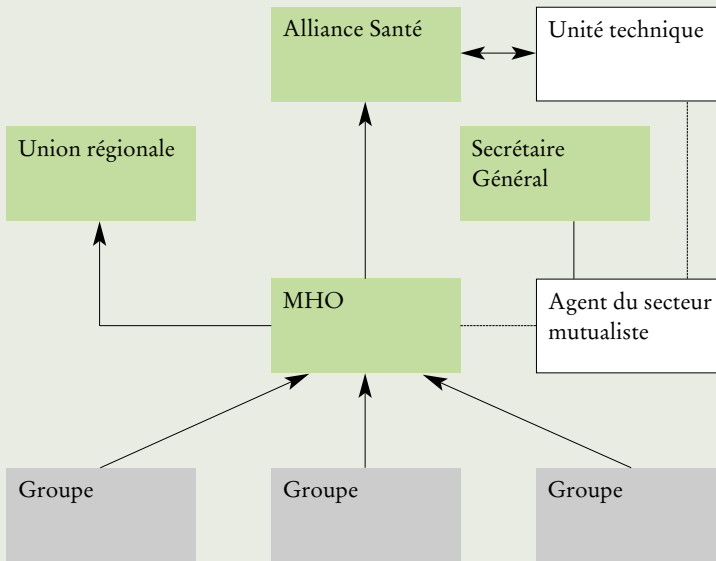 Alliance Santé
Unité technique
Union régionale
Secrétaire
Général
MHO
Agent du secteur
mutualiste
Groupe
Groupe
Groupe